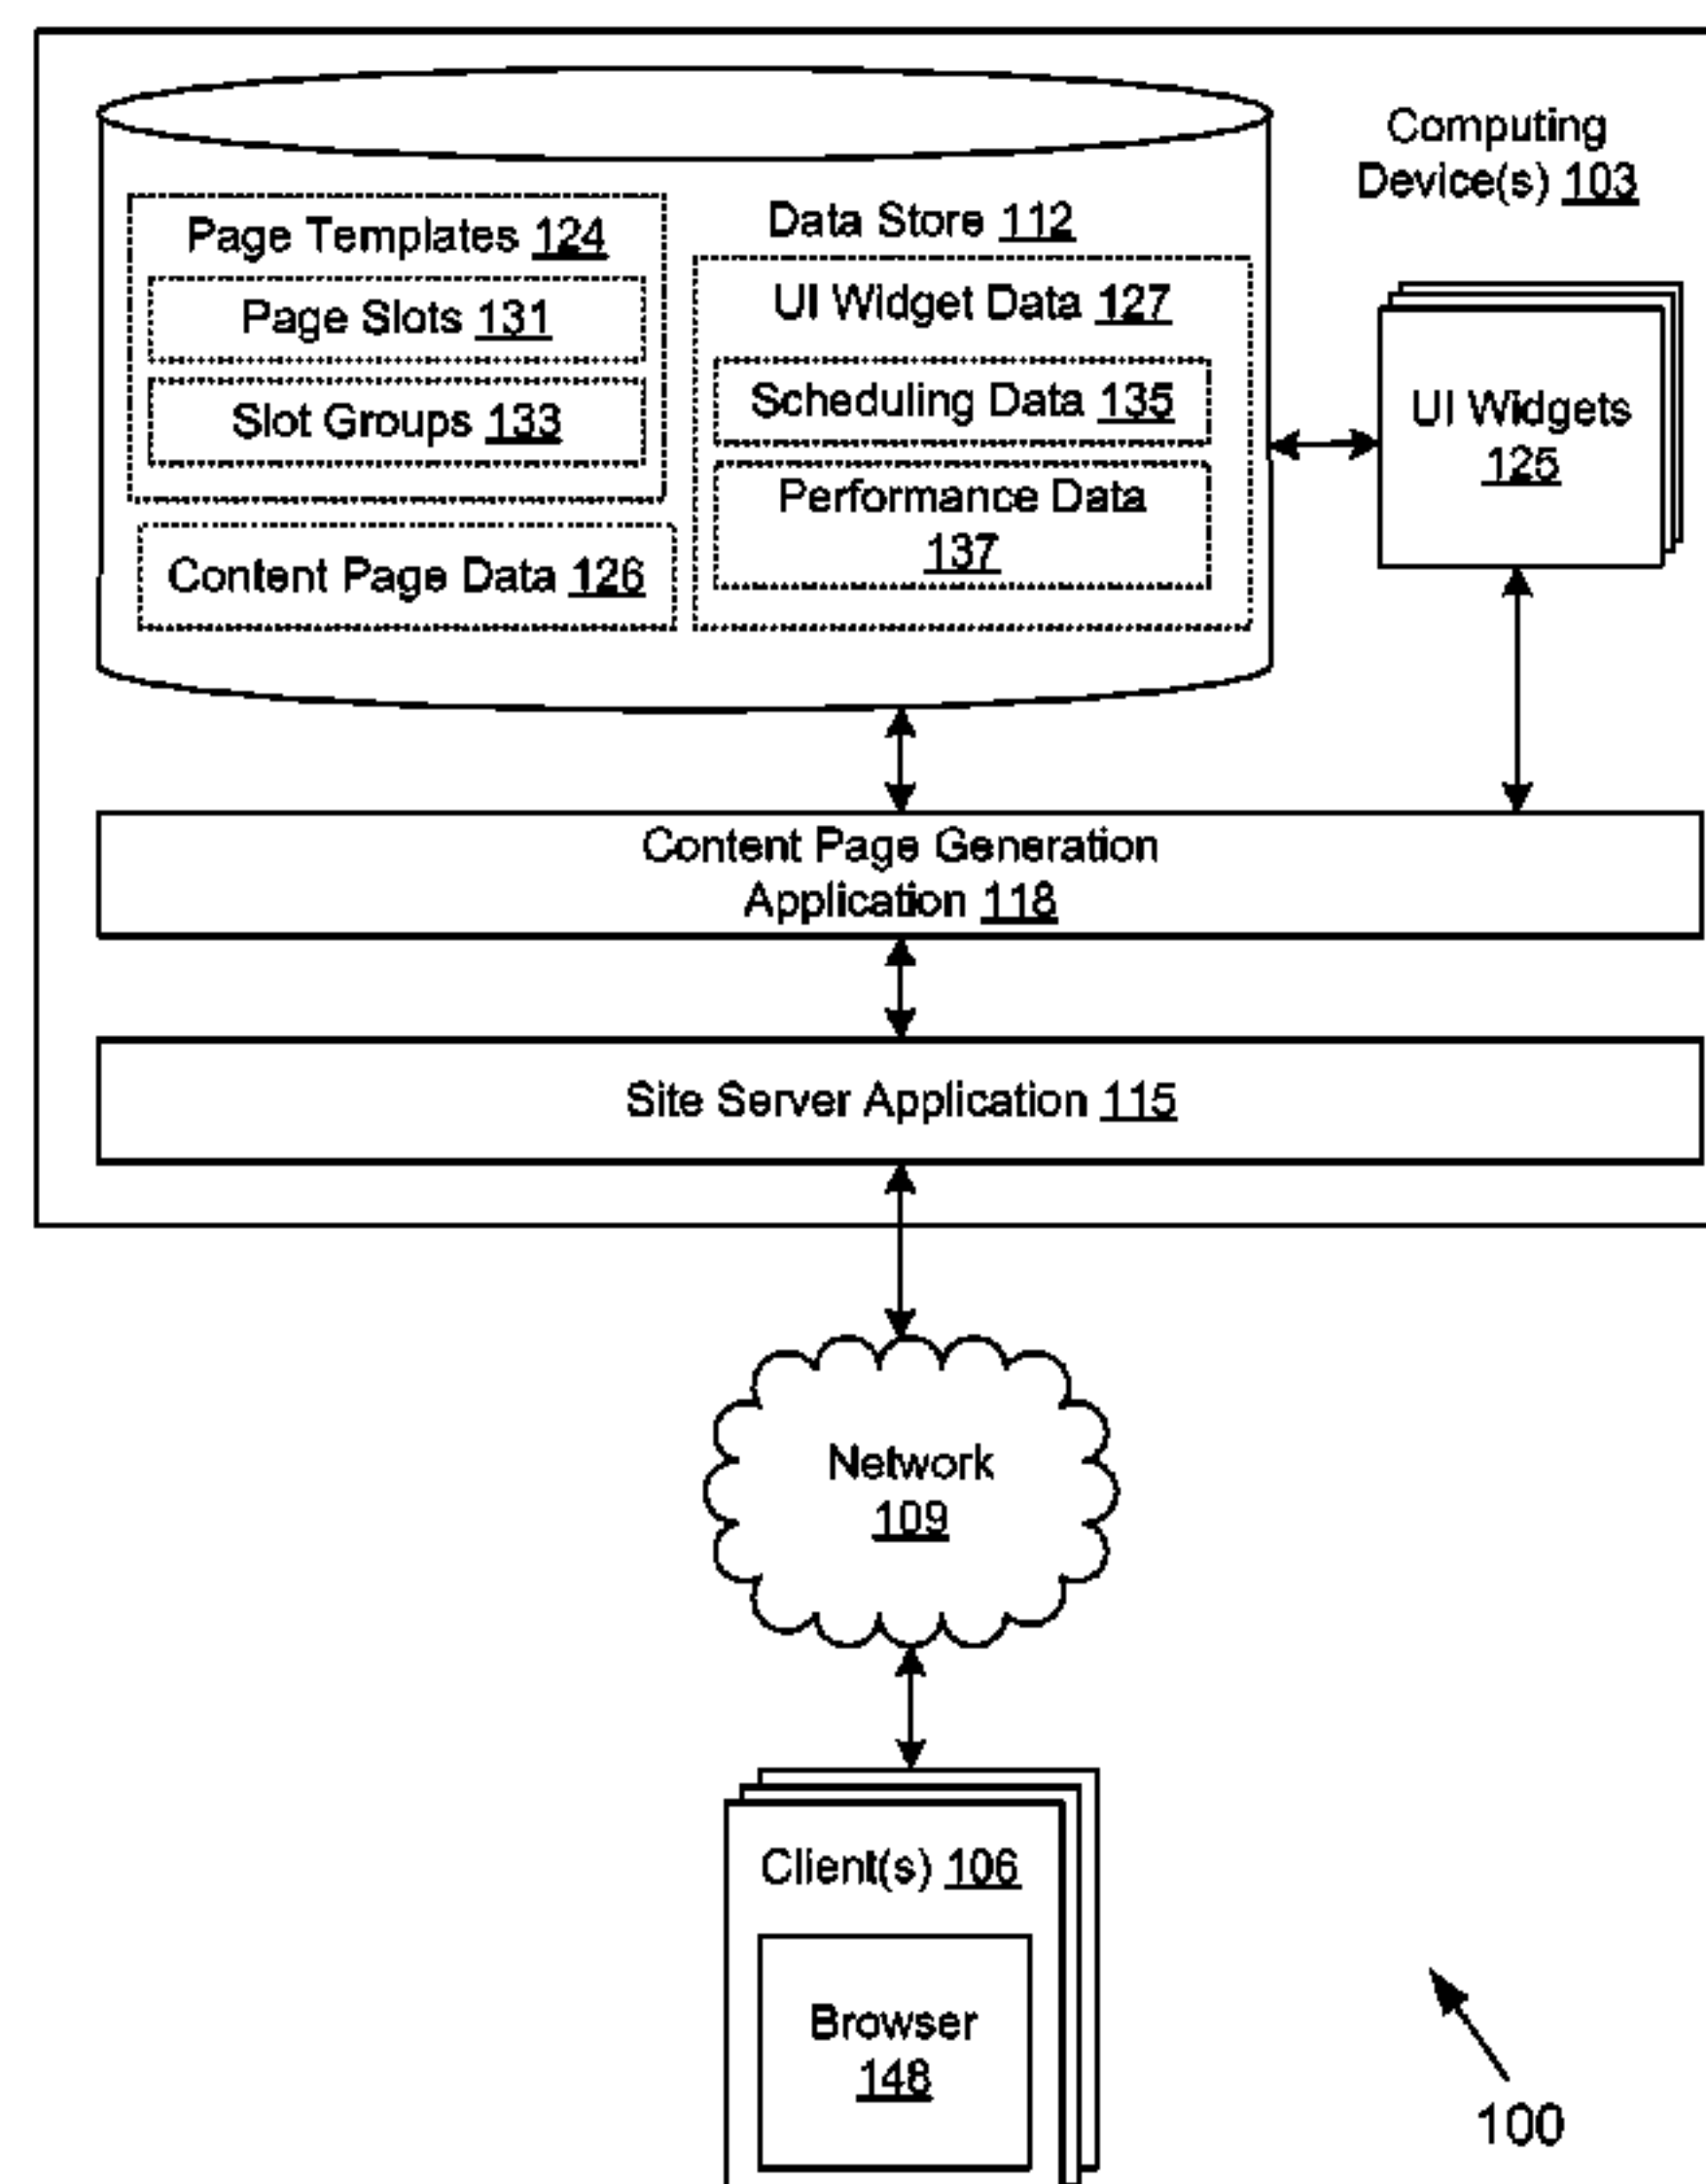 Computing
Device(s) 103
Data Store 112
Page Templates 124
Page Slots 131
Slot Groups 133
Content Page Data 126
UI Widget Data 127
Scheduling Data 135
Performance Data
137
UI Widgets
125
Content Page Generation
Application 118
Site Server Application 115
Network
109
Client(s) 106
Browser
148
100